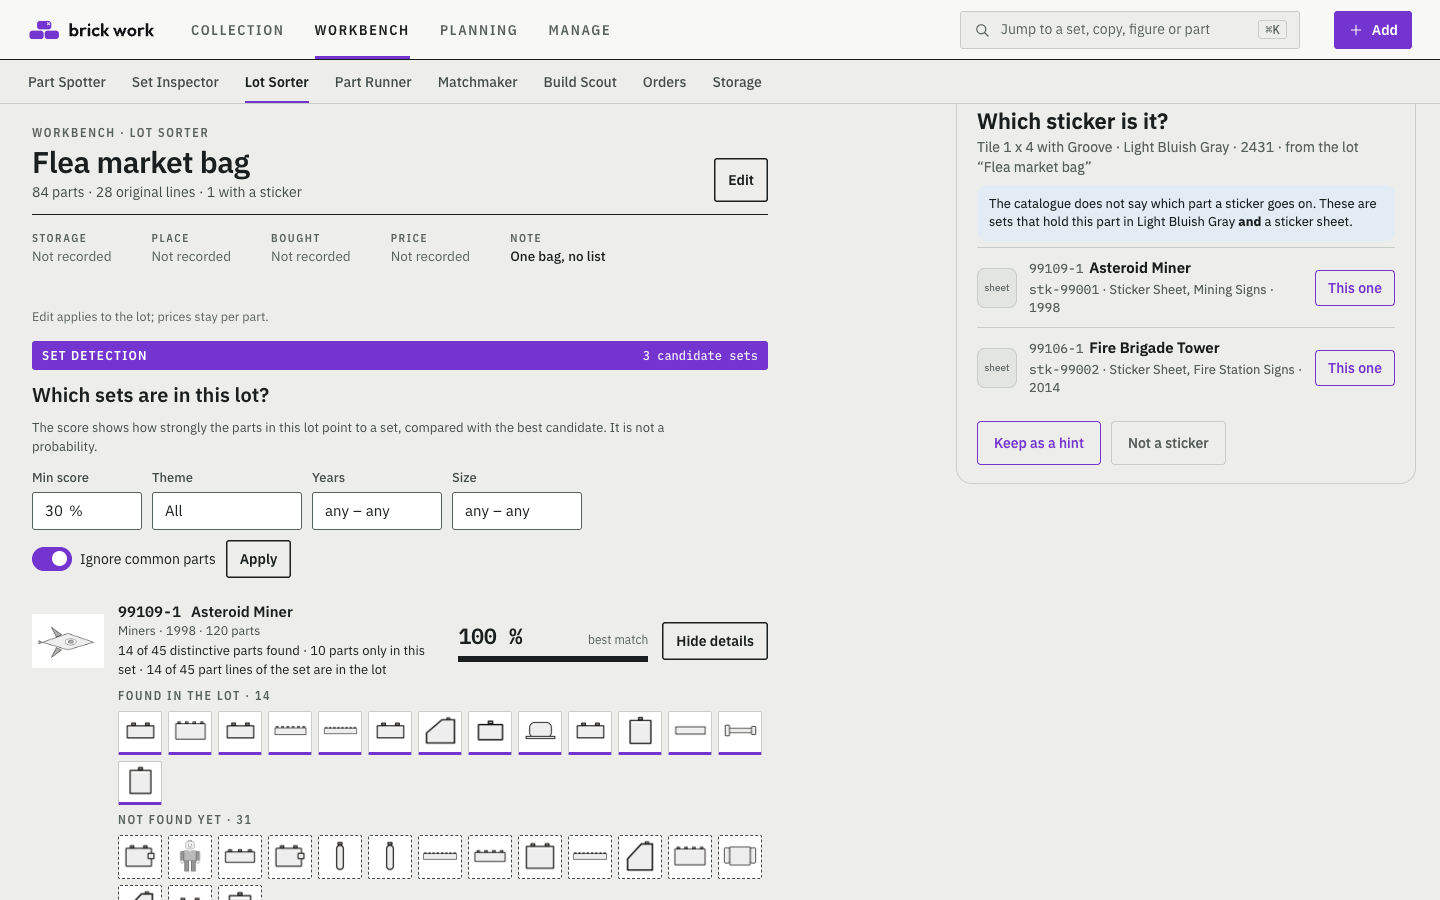 brick work
COLLECTION
WORKBENCH
PLANNING
MANAGE
Jump to a set, copy, figure or part
⌘K
+ Add
Part Spotter
Set Inspector
Lot Sorter
Part Runner
Matchmaker
Build Scout
Orders
Storage
WORKBENCH · LOT SORTER
Flea market bag
84 parts · 28 original lines · 1 with a sticker
Edit
STORAGE
Not recorded
PLACE
Not recorded
BOUGHT
Not recorded
PRICE
Not recorded
NOTE
One bag, no list
Edit applies to the lot; prices stay per part.
SET DETECTION
3 candidate sets
Which sets are in this lot?
The score shows how strongly the parts in this lot point to a set, compared with the best candidate. It is not a
probability.
Min score
30 %
Theme
All
Years
any – any
Size
any – any
Ignore common parts
Apply
99109-1 Asteroid Miner
Miners · 1998 · 120 parts
14 of 45 distinctive parts found · 10 parts only in this
set · 14 of 45 part lines of the set are in the lot
100 %
best match
Hide details
FOUND IN THE LOT · 14
NOT FOUND YET · 31
Which sticker is it?
Tile 1 x 4 with Groove · Light Bluish Gray · 2431 · from the lot
“Flea market bag”
The catalogue does not say which part a sticker goes on. These are
sets that hold this part in Light Bluish Gray and a sticker sheet.
sheet
99109-1 Asteroid Miner
stk-99001 · Sticker Sheet, Mining Signs ·
1998
This one
sheet
99106-1 Fire Brigade Tower
stk-99002 · Sticker Sheet, Fire Station Signs ·
2014
This one
Keep as a hint
Not a sticker